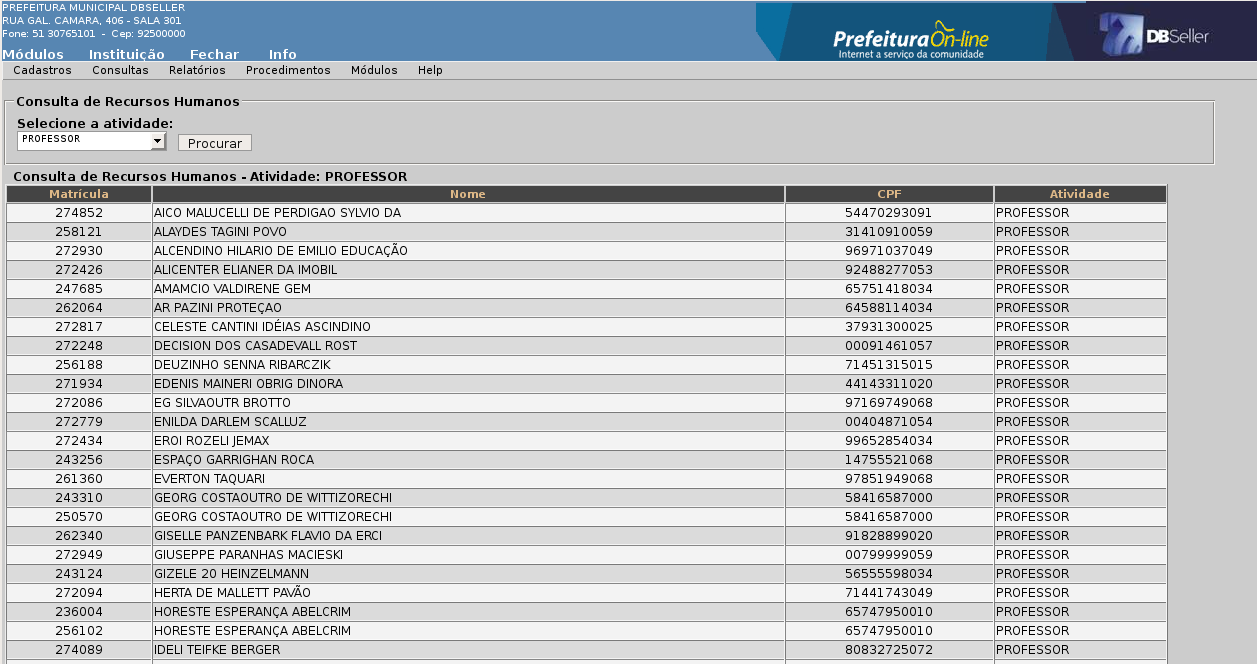 PREFEITURA MUNICIPAL DBSELLER
RUA GAL. CAMARA, 406 - SALA 301
Fone: 51 30765101 - Cep: 92500000
Prefeitura On-line
Internet a serviço da comunidade
DBSeller
Módulos Instituição Fechar Info
Cadastros Consultas Relatórios Procedimentos Módulos Help
Consulta de Recursos Humanos
Selecione a atividade:
PROFESSOR Procurar
Consulta de Recursos Humanos - Atividade: PROFESSOR
Matrícula Nome CPF Atividade
274852 AICO MALUCELLI DE PERDIGAO SYLVIO DA 54470293091 PROFESSOR
258121 ALAYDES TAGINI POVO 31410910059 PROFESSOR
272930 ALCENDINO HILARIO DE EMILIO EDUCAÇÃO 96971037049 PROFESSOR
272426 ALICENTER ELIANER DA IMOBIL 92488277053 PROFESSOR
247685 AMAMCIO VALDIRENE GEM 65751418034 PROFESSOR
262064 AR PAZINI PROTEÇAO 64588114034 PROFESSOR
272817 CELESTE CANTINI IDÉIAS ASCINDINO 37931300025 PROFESSOR
272248 DECISION DOS CASADEVALL ROST 00091461057 PROFESSOR
256188 DEUZINHO SENNA RIBARCZIK 71451315015 PROFESSOR
271934 EDENIS MAINERI OBRIG DINORA 44143311020 PROFESSOR
272086 EG SILVAOUTR BROTTO 97169749068 PROFESSOR
272779 ENILDA DARLEM SCALLUZ 00404871054 PROFESSOR
272434 EROI ROZELI JEMAX 99652854034 PROFESSOR
243256 ESPAÇO GARRIGHAN ROCA 14755521068 PROFESSOR
261360 EVERTON TAQUARI 97851949068 PROFESSOR
243310 GEORG COSTAOUTRO DE WITTIZORECHI 58416587000 PROFESSOR
250570 GEORG COSTAOUTRO DE WITTIZORECHI 58416587000 PROFESSOR
262340 GISELLE PANZENBARK FLAVIO DA ERCI 91828899020 PROFESSOR
272949 GIUSEPPE PARANHAS MACIESKI 00799999059 PROFESSOR
243124 GIZELE 20 HEINZELMANN 56555598034 PROFESSOR
272094 HERTA DE MALLETT PAVÃO 71441743049 PROFESSOR
236004 HORESTE ESPERANÇA ABELCRIM 65747950010 PROFESSOR
256102 HORESTE ESPERANÇA ABELCRIM 65747950010 PROFESSOR
274089 IDELI TEIFKE BERGER 80832725072 PROFESSOR